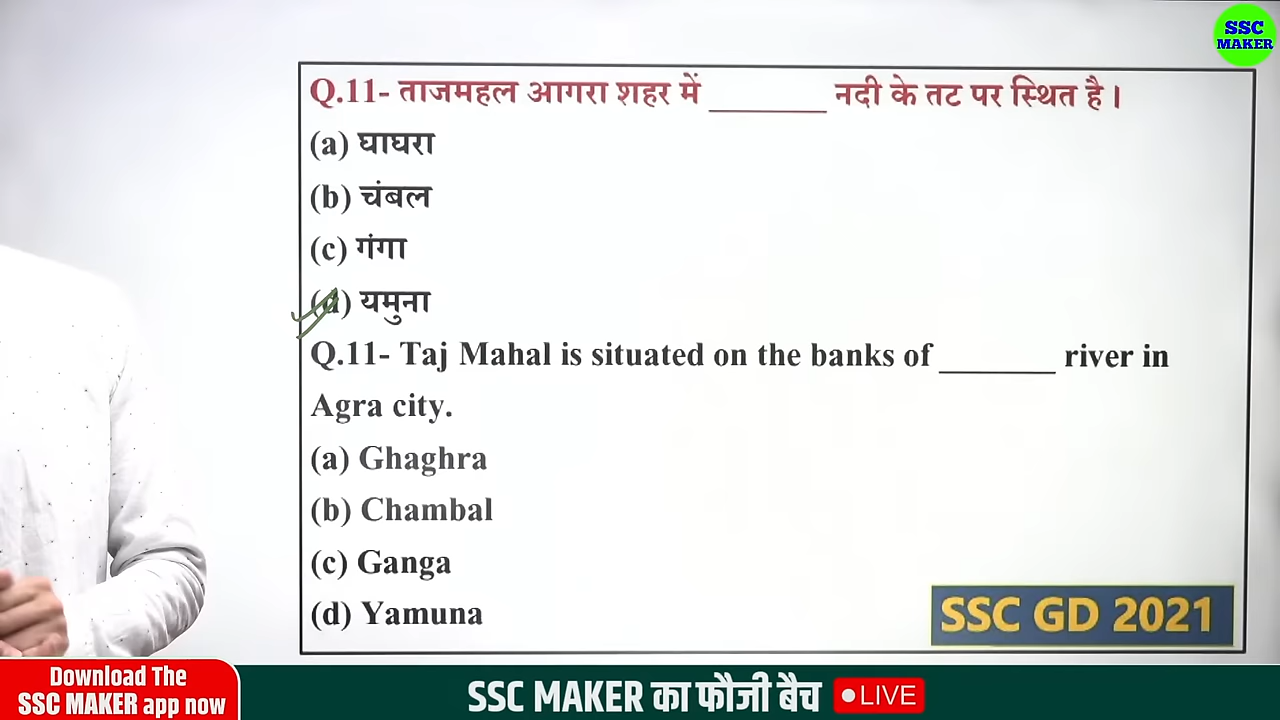 SSC
MAKER
Q.11- ताजमहल आगरा शहर में _______ नदी के तट पर स्थित है।
(a) घाघरा
(b) चंबल
(c) गंगा
(d) यमुना
Q.11- Taj Mahal is situated on the banks of _______ river in
Agra city.
(a) Ghaghra
(b) Chambal
(c) Ganga
(d) Yamuna
SSC GD 2021
Download The
SSC MAKER app now
SSC MAKER का फौजी बैच
LIVE